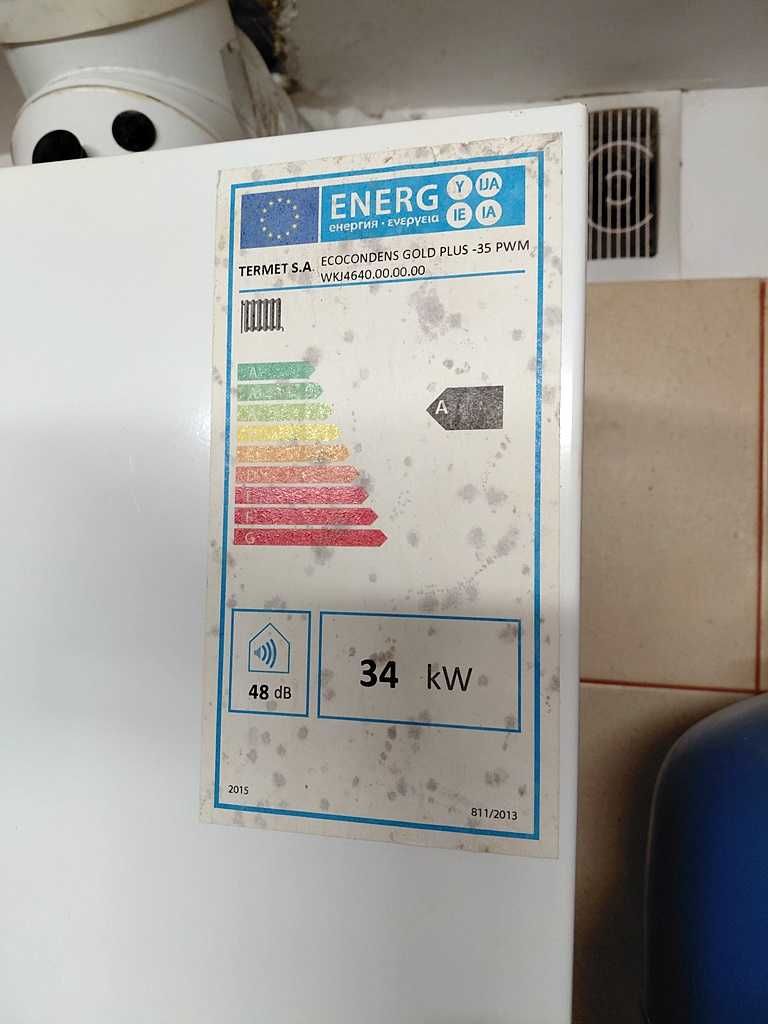 ENERG Y IJA
IE IA
енергия · ενεργεια
TERMET S.A. ECOCONDENS GOLD PLUS -35 PWM
WKJ4640.00.00.00
A
A
A
A
D
E
F
G
48 dB
34 kW
2015
811/2013